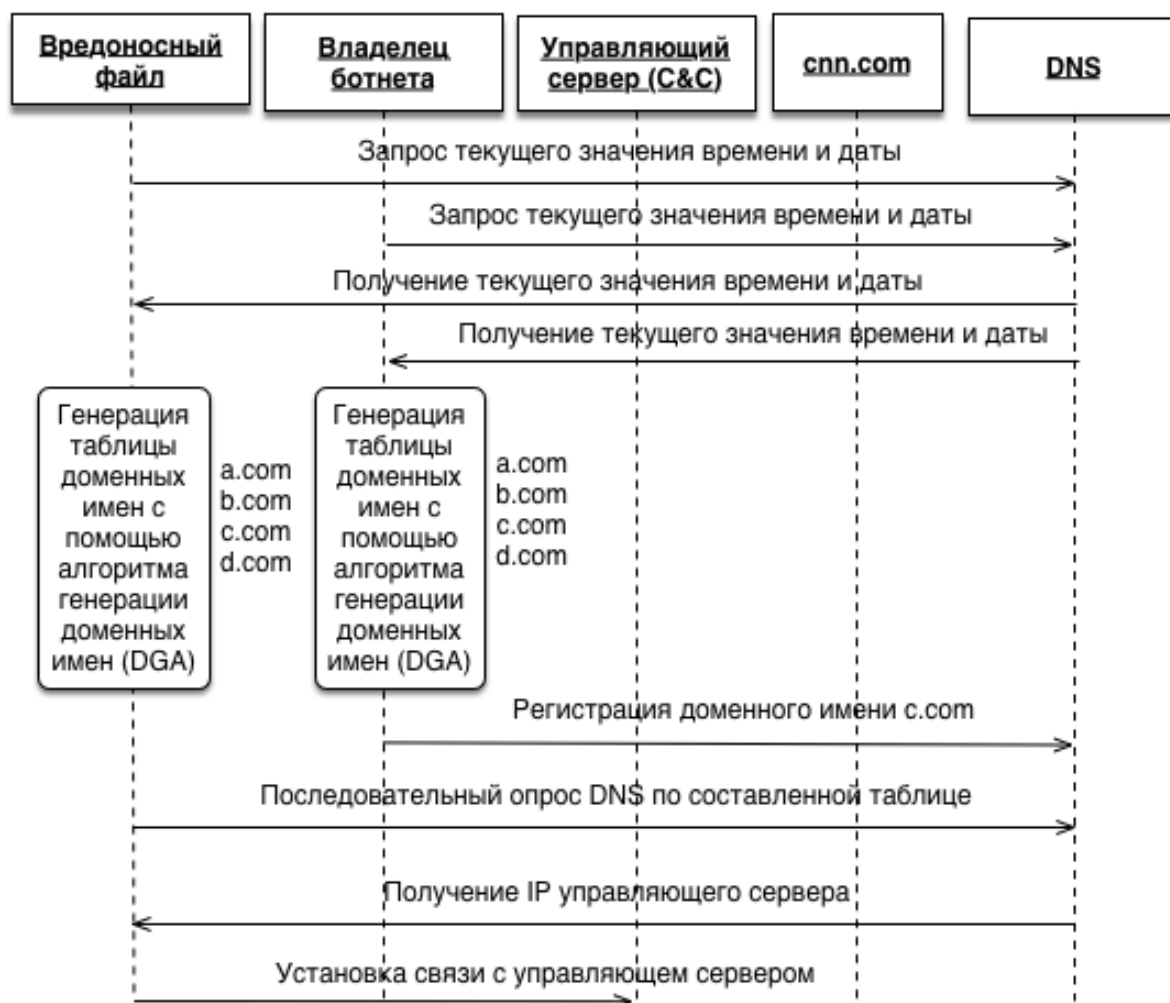 Вредоносный
файл
Владелец
ботнета
Управляющий
сервер (C&C)
cnn.com
DNS
Запрос текущего значения времени и даты
Запрос текущего значения времени и даты
Получение текущего значения времени и даты
Получение текущего значения времени и даты
Генерация
таблицы
доменных
имен с
помощью
алгоритма
генерации
доменных
имен (DGA)
a.com
b.com
c.com
d.com
Генерация
таблицы
доменных
имен с
помощью
алгоритма
генерации
доменных
имен (DGA)
a.com
b.com
c.com
d.com
Регистрация доменного имени c.com
Последовательный опрос DNS по составленной таблице
Получение IP управляющего сервера
Установка связи с управляющем сервером